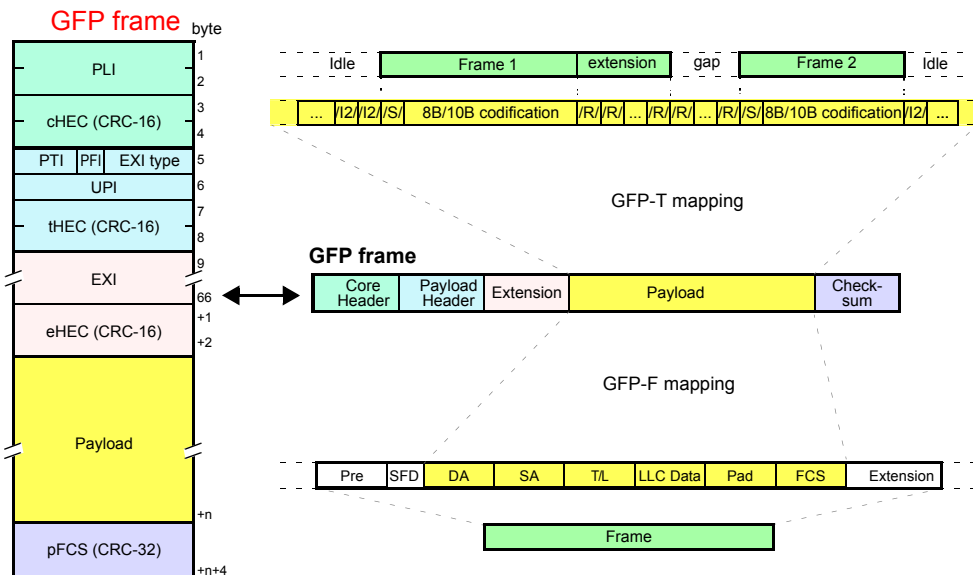 GFP frame
byte
PLI
1
2
cHEC (CRC-16)
3
4
PTI PFI EXI type
5
UPI
6
tHEC (CRC-16)
7
8
EXI
9
66
eHEC (CRC-16)
+1
+2
Payload
+n
pFCS (CRC-32)
+n+4
Idle Frame 1 extension gap Frame 2 Idle
... /I2/ /I2/ /S/ 8B/10B codification /R/ /R/ ... /R/ /R/ ... /R/ /S/ 8B/10B codification /I2/ ...
GFP-T mapping
GFP frame
Core Header
Payload Header
Extension
Payload
Check-
sum
GFP-F mapping
Pre SFD DA SA T/L LLC Data Pad FCS Extension
Frame